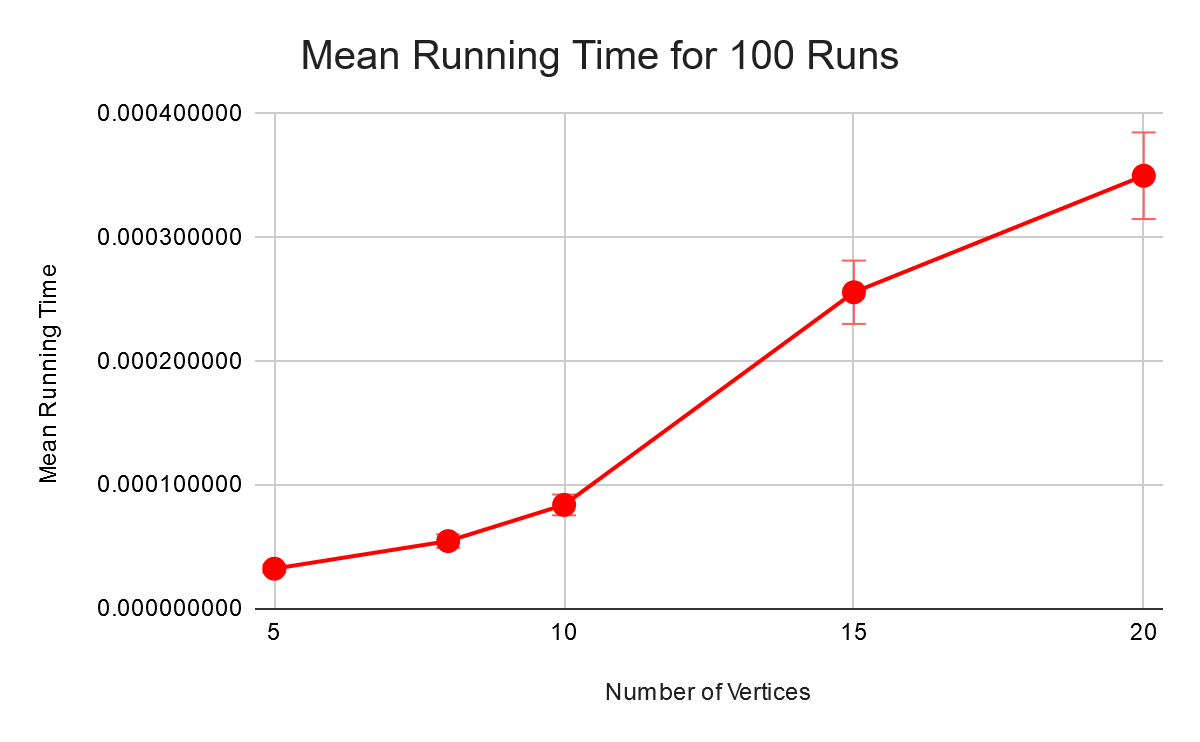 Mean Running Time for 100 Runs
0.000400000
0.000300000
0.000200000
0.000100000
0.000000000
Mean Running Time
5 10 15 20
Number of Vertices